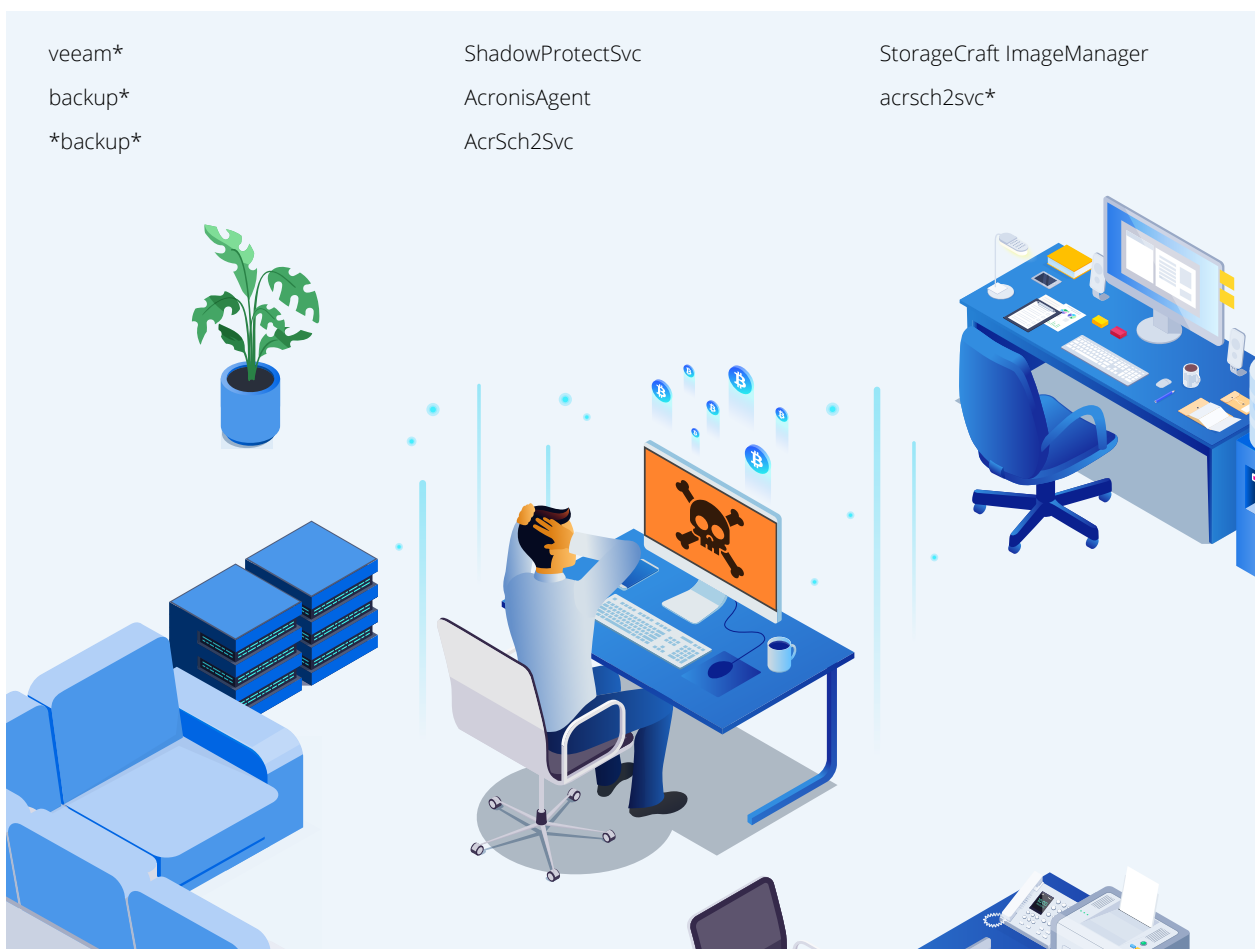 veeam*
backup*
*backup*
ShadowProtectSvc
AcronisAgent
AcrSch2Svc
StorageCraft ImageManager
acrsch2svc*